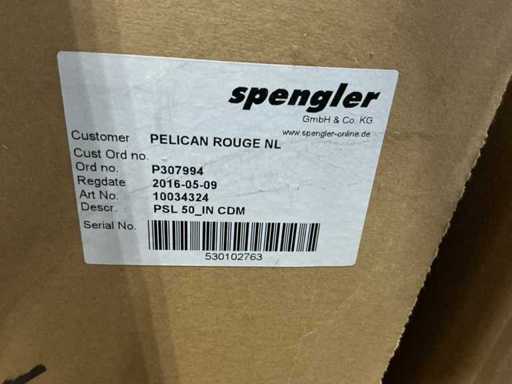 spengler
GmbH & Co. KG
www.spengler-online.de
Customer PELICAN ROUGE NL
Cust Ord no.
Ord no. P307994
Regdate 2016-05-09
Art No. 10034324
Descr. PSL 50_IN CDM
Serial No.
530102763